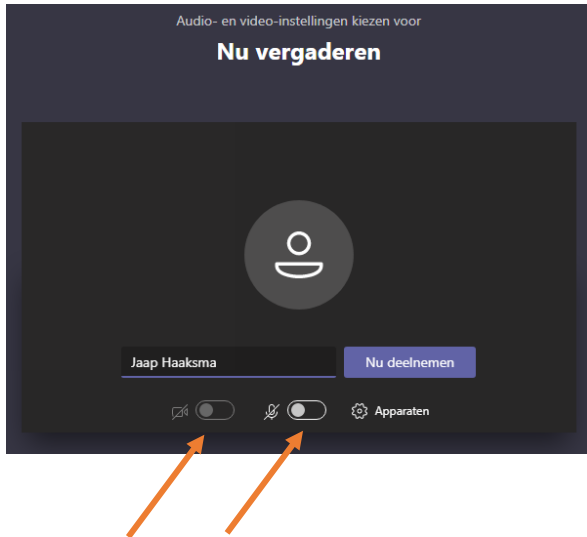 Audio- en video-instellingen kiezen voor
Nu vergaderen
Jaap Haaksma
Nu deelnemen
Apparaten